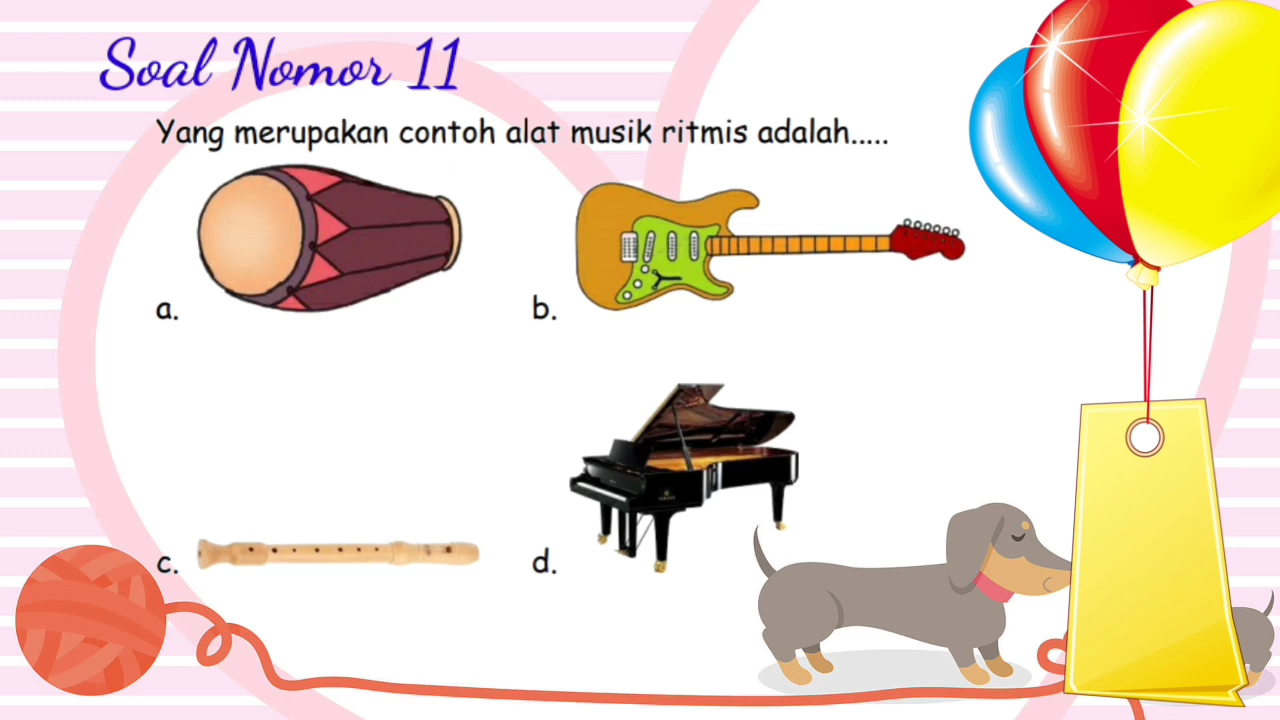 Soal Nomor 11
Yang merupakan contoh alat musik ritmis adalah.....
a.
b.
c.
d.